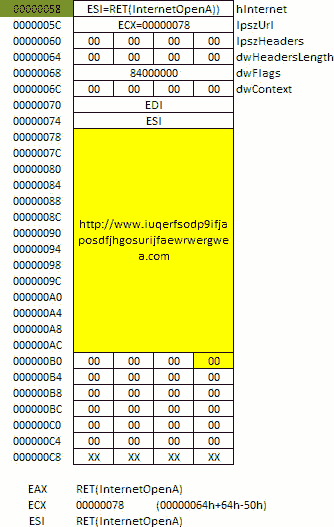 00000058 ESI=RET(InternetOpenA)) hInternet
0000005C ECX=00000078 lpszUrl
00000060 00 00 00 00 lpszHeaders
00000064 00 00 00 00 dwHeadersLength
00000068 84000000 dwFlags
0000006C 00 00 00 00 dwContext
00000070 EDI
00000074 ESI
00000078
0000007C
00000080
00000084
00000088
0000008C
00000090
00000094
00000098
0000009C
000000A0
000000A4
000000A8
000000AC
http://www.iuqerfsodp9ifja
posdfjhgosurijfaewrwergwe
a.com
000000B0 00 00 00 00
000000B4 00 00 00 00
000000B8 00 00 00 00
000000BC 00 00 00 00
000000C0 00 00 00 00
000000C4 00 00 00 00
000000C8 XX XX XX XX
EAX RET(InternetOpenA)
ECX 00000078 (00000064h+64h-50h)
ESI RET(InternetOpenA)